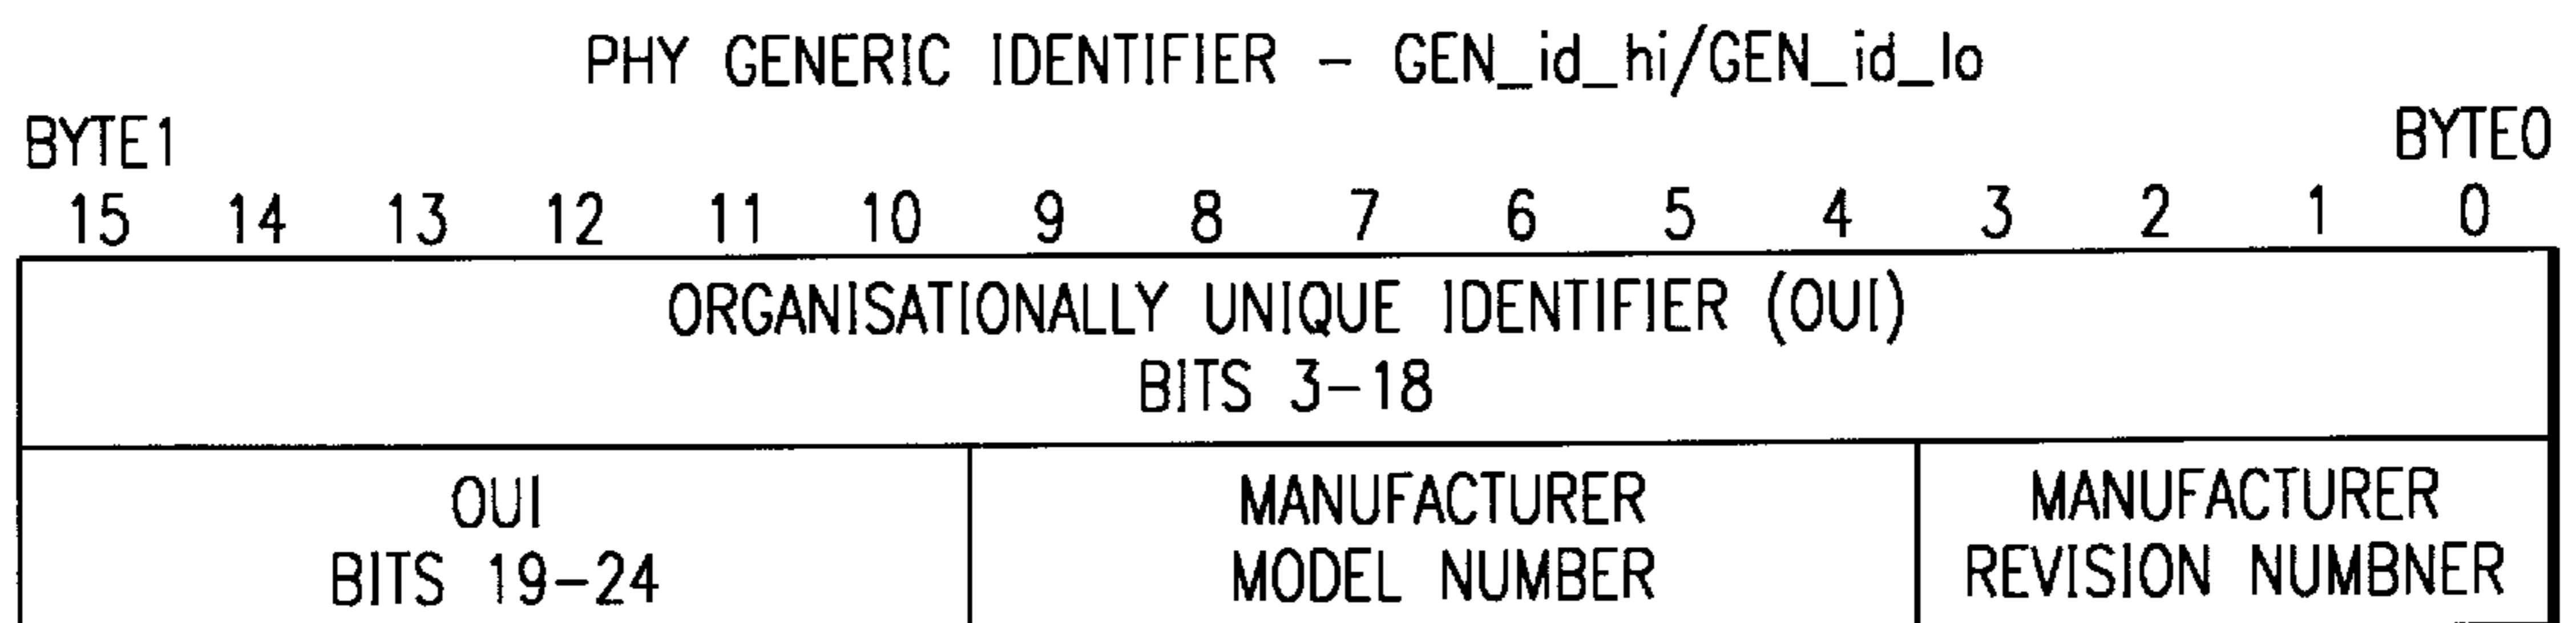 PHY GENERIC IDENTIFIER - GEN_id_hi/GEN_id_lo
BYTE1 BYTE0
15 14 13 12 11 10 9 8 7 6 5 4 3 2 1 0
ORGANISATIONALLY UNIQUE IDENTIFIER (OUI)
BITS 3-18
OUI
BITS 19-24
MANUFACTURER
MODEL NUMBER
MANUFACTURER
REVISION NUMBNER